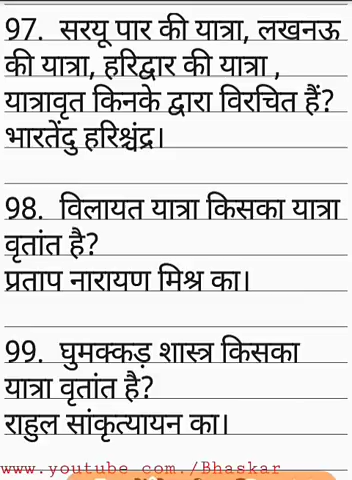 97. सरयू पार की यात्रा, लखनऊ
की यात्रा, हरिद्वार की यात्रा ,
यात्रावृत किनके द्वारा विरचित हैं?
भारतेंदु हरिश्चंद्र।
98. विलायत यात्रा किसका यात्रा
वृतांत है?
प्रताप नारायण मिश्र का।
99. घुमक्कड़ शास्त्र किसका
यात्रा वृतांत है?
राहुल सांकृत्यायन का।
www.youtube com./Bhaskar